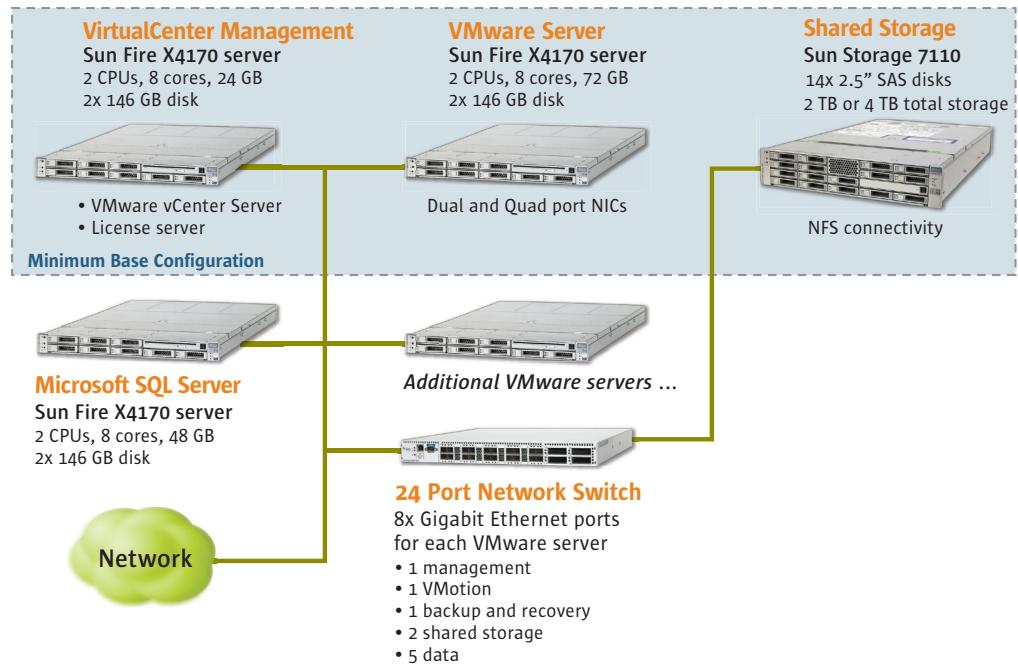 VirtualCenter Management
Sun Fire X4170 server
2 CPUs, 8 cores, 24 GB
2x 146 GB disk
• VMware vCenter Server
• License server
VMware Server
Sun Fire X4170 server
2 CPUs, 8 cores, 72 GB
2x 146 GB disk
Dual and Quad port NICs
Shared Storage
Sun Storage 7110
14x 2.5” SAS disks
2 TB or 4 TB total storage
NFS connectivity
Minimum Base Configuration
Microsoft SQL Server
Sun Fire X4170 server
2 CPUs, 8 cores, 48 GB
2x 146 GB disk
Additional VMware servers ...
24 Port Network Switch
8x Gigabit Ethernet ports
for each VMware server
• 1 management
• 1 VMotion
• 1 backup and recovery
• 2 shared storage
• 5 data
Network